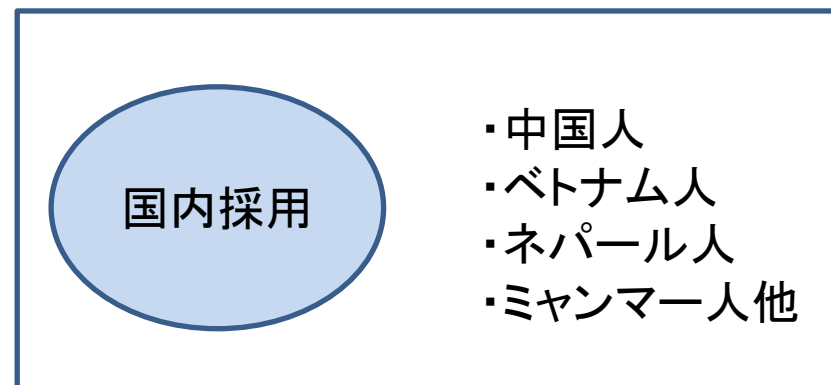 国内採用
・中国人
・ベトナム人
・ネパール人
・ミャンマー人他